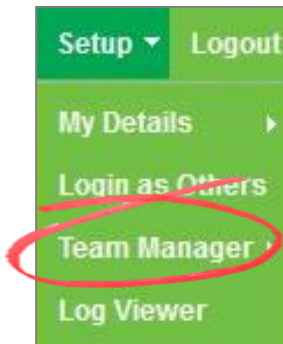 Setup Logout
My Details
Login as Others
Team Manager
Log Viewer